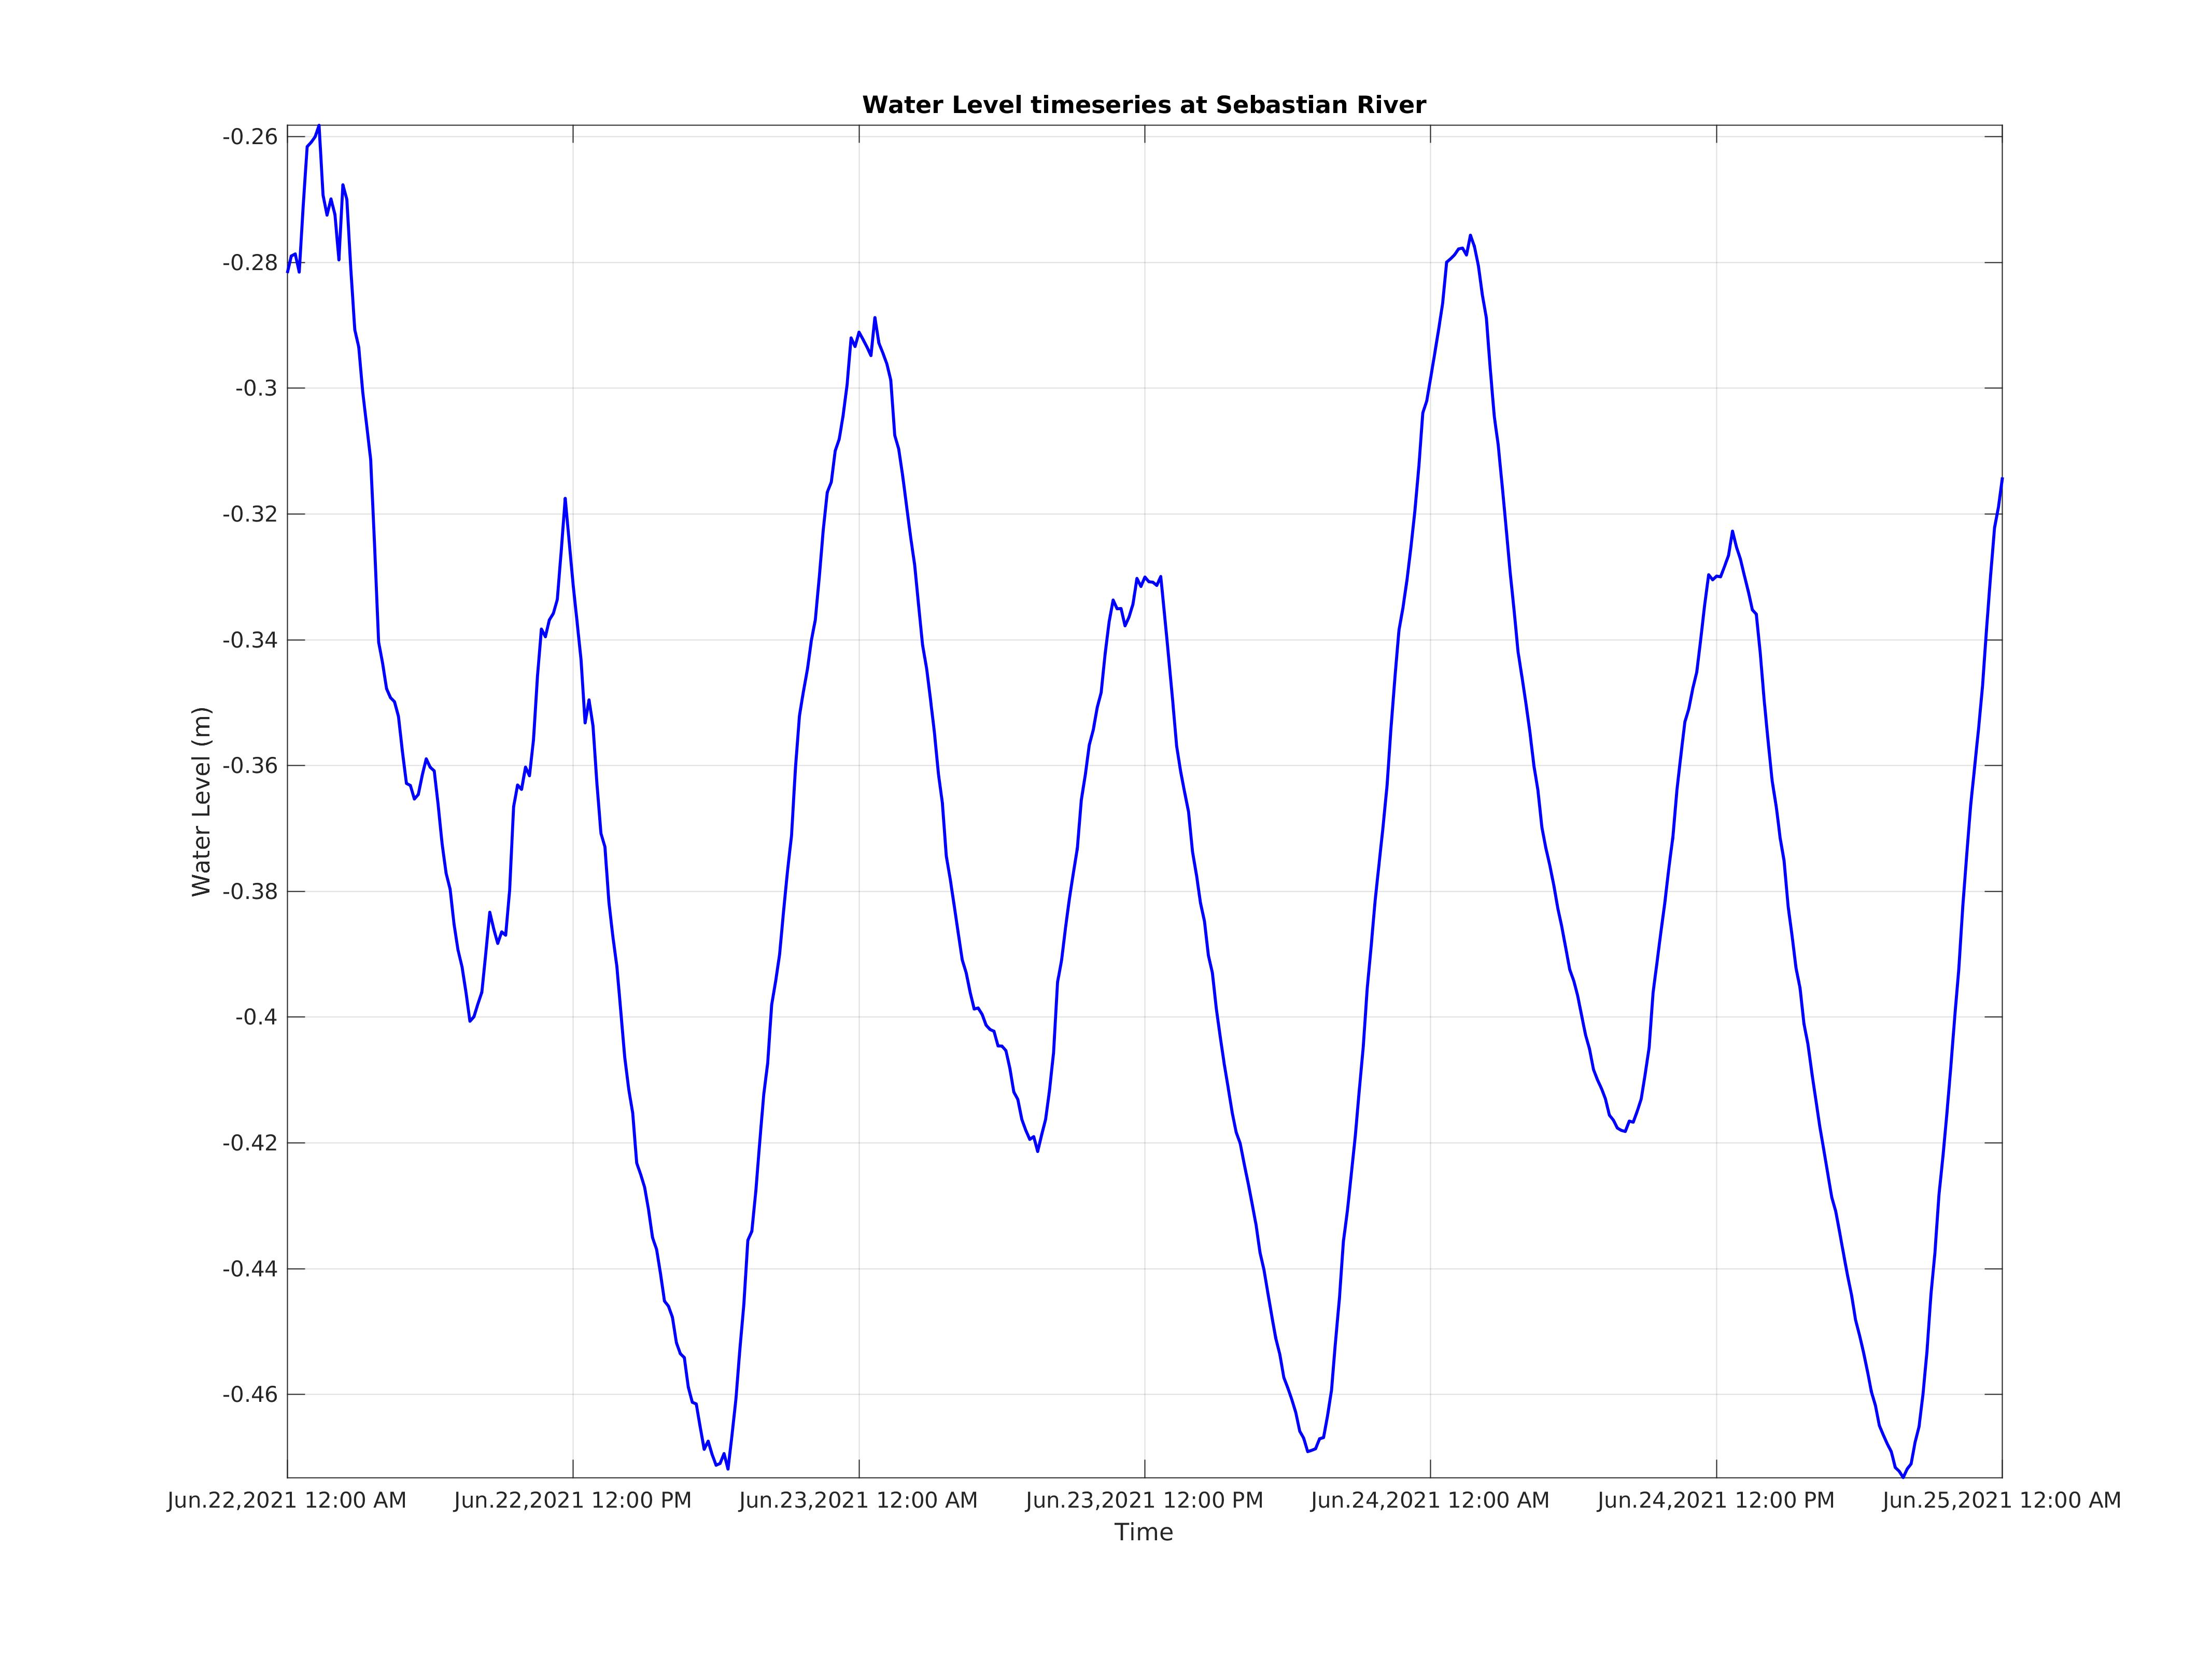 Water Level timeseries at Sebastian River
-0.26
-0.28
-0.3
-0.32
-0.34
-0.36
-0.38
-0.4
-0.42
-0.44
-0.46
Water Level (m)
Jun.22,2021 12:00 AM Jun.22,2021 12:00 PM Jun.23,2021 12:00 AM Jun.23,2021 12:00 PM Jun.24,2021 12:00 AM Jun.24,2021 12:00 PM Jun.25,2021 12:00 AM
Time